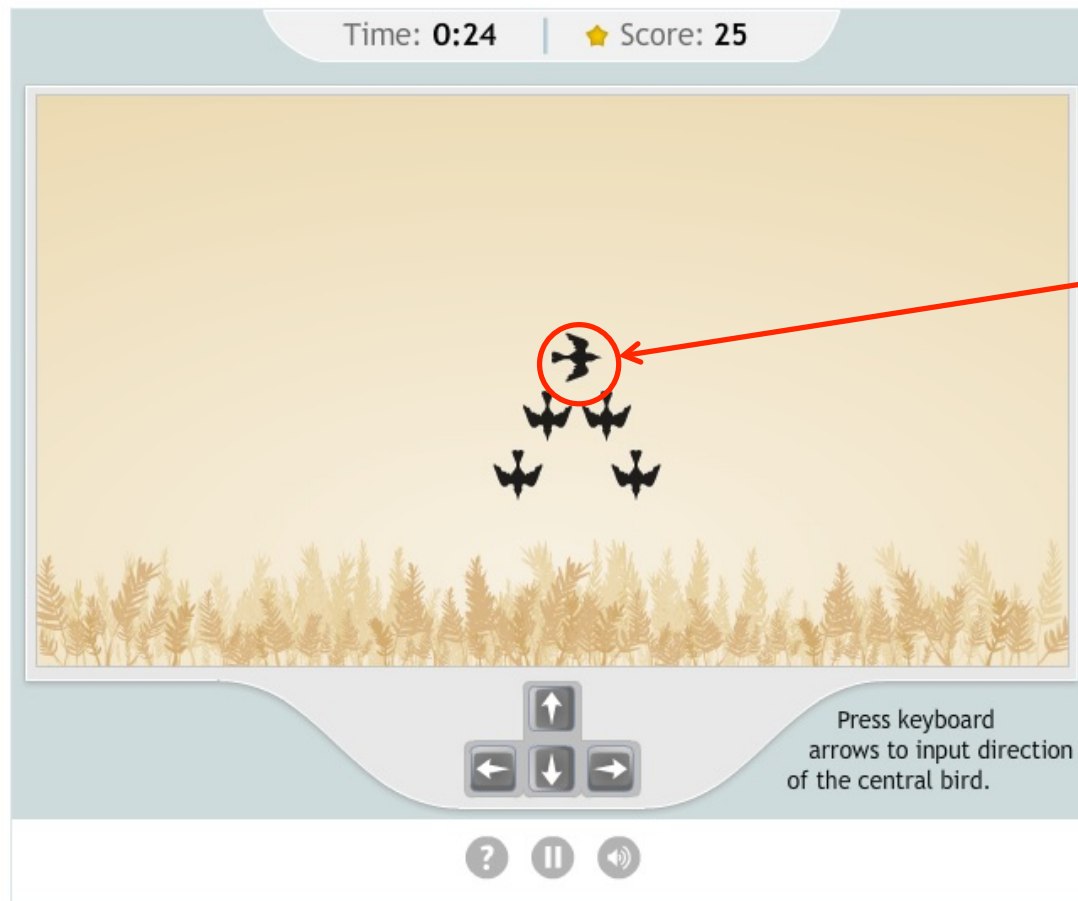 Time: 0:24 Score: 25
Press keyboard
arrows to input direction
of the central bird.
?